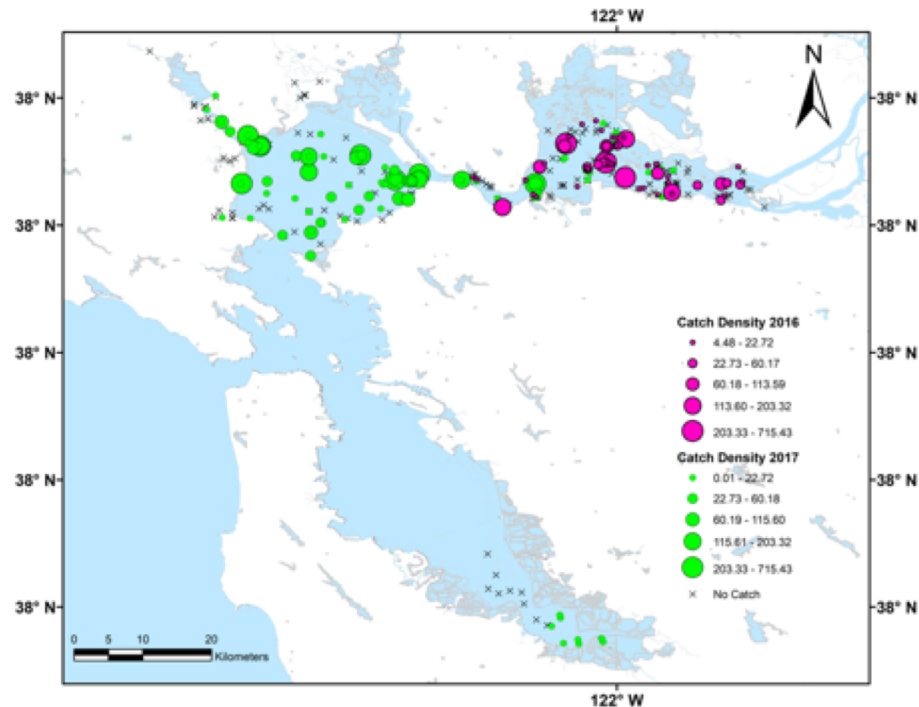 122° W
N
38° N
38° N
38° N
38° N
38° N
38° N
38° N
38° N
38° N
38° N
Catch Density 2016
4.48 - 22.72
22.73 - 60.17
60.18 - 113.59
113.60 - 203.32
203.33 - 715.43
Catch Density 2017
0.01 - 22.72
22.73 - 60.18
60.19 - 115.60
115.61 - 203.32
203.33 - 715.43
No Catch
0 5 10 20
Kilometers
122° W